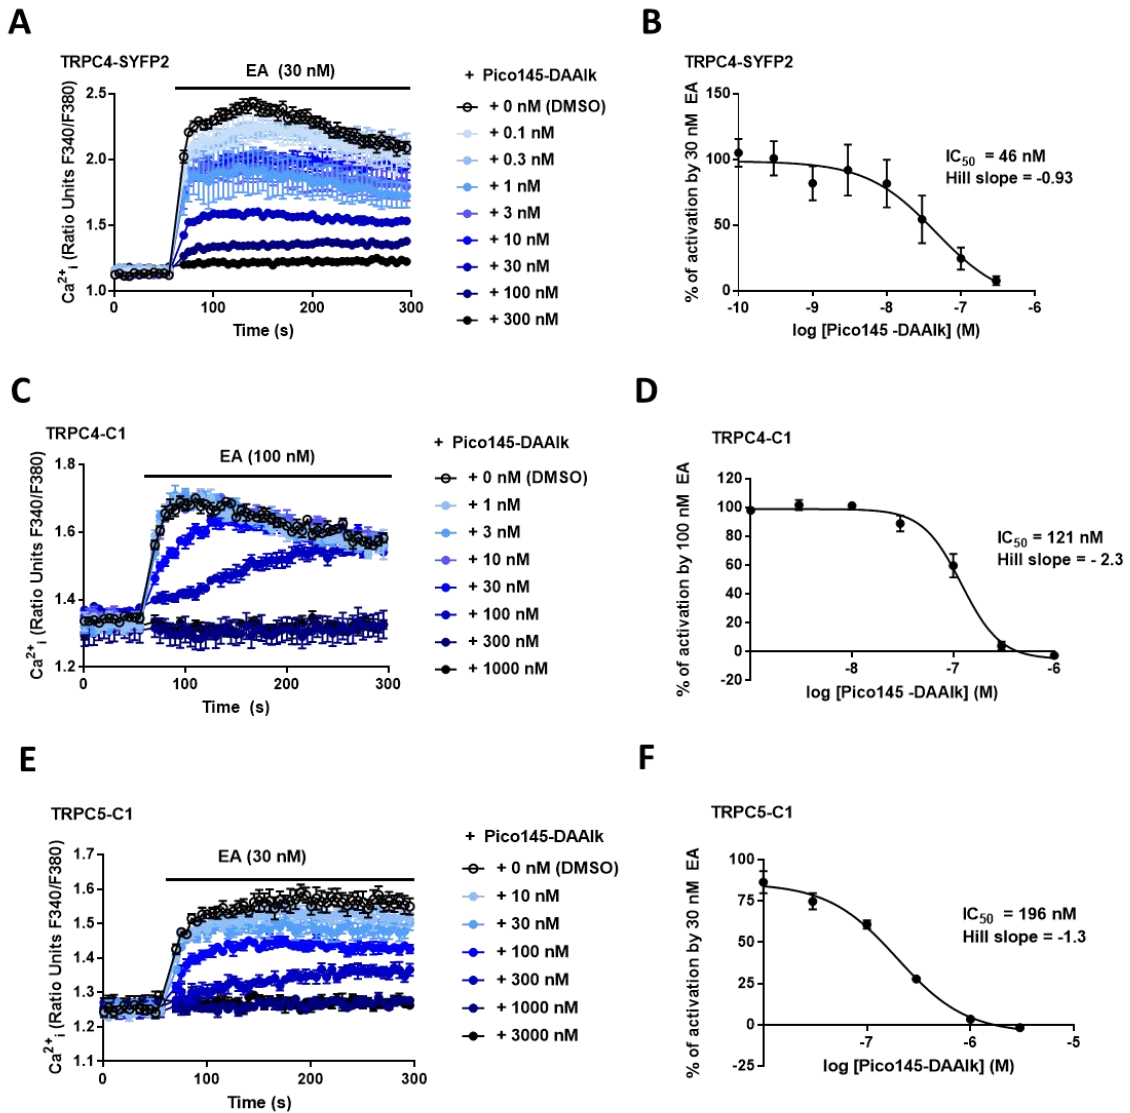 A
TRPC4-SYFP2
EA (30 nM)
Ca2+i (Ratio Units F340/F380)
2.5
2.0
1.5
1.0
0
100
200
300
Time (s)
+ Pico145-DAAlk
+ 0 nM (DMSO)
+ 0.1 nM
+ 0.3 nM
+ 1 nM
+ 3 nM
+ 10 nM
+ 30 nM
+ 100 nM
+ 300 nM
B
TRPC4-SYFP2
% of activation by 30 nM EA
150
100
50
0
-10
-9
-8
-7
-6
log [Pico145 -DAAlk] (M)
IC50 = 46 nM
Hill slope = -0.93
C
TRPC4-C1
EA (100 nM)
Ca2+i (Ratio Units F340/F380)
1.8
1.6
1.4
1.2
0
100
200
300
Time (s)
+ Pico145-DAAlk
+ 0 nM (DMSO)
+ 1 nM
+ 3 nM
+ 10 nM
+ 30 nM
+ 100 nM
+ 300 nM
+ 1000 nM
D
TRPC4-C1
% of activation by 100 nM EA
120
100
80
60
40
20
0
-20
-8
-7
-6
log [Pico145 -DAAlk] (M)
IC50 = 121 nM
Hill slope = - 2.3
E
TRPC5-C1
EA (30 nM)
Ca2+i (Ratio Units F340/F380)
1.7
1.6
1.5
1.4
1.3
1.2
1.1
0
100
200
300
Time (s)
+ Pico145-DAAlk
+ 0 nM (DMSO)
+ 10 nM
+ 30 nM
+ 100 nM
+ 300 nM
+ 1000 nM
+ 3000 nM
F
TRPC5-C1
% of activation by 30 nM EA
100
75
50
25
0
-25
-7
-6
-5
log [Pico145-DAAlk] (M)
IC50 = 196 nM
Hill slope = -1.3